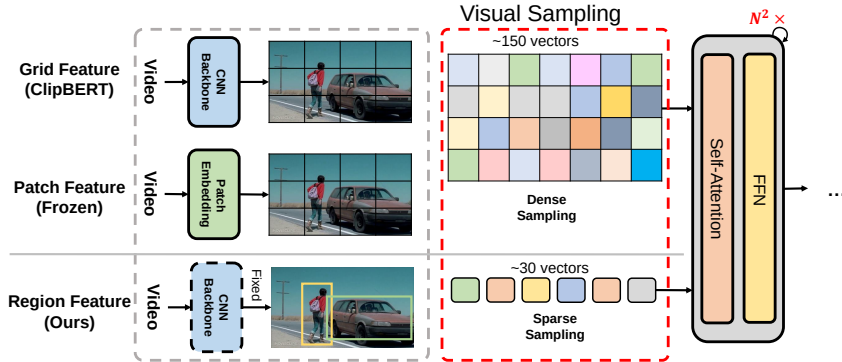 Visual Sampling
N² ×
Grid Feature
(ClipBERT)
Video
CNN
Backbone
~150 vectors
Patch Feature
(Frozen)
Video
Patch
Embedding
Dense
Sampling
Self-Attention
FFN
...
Region Feature
(Ours)
Video
CNN
Backbone
Fixed
~30 vectors
Sparse
Sampling